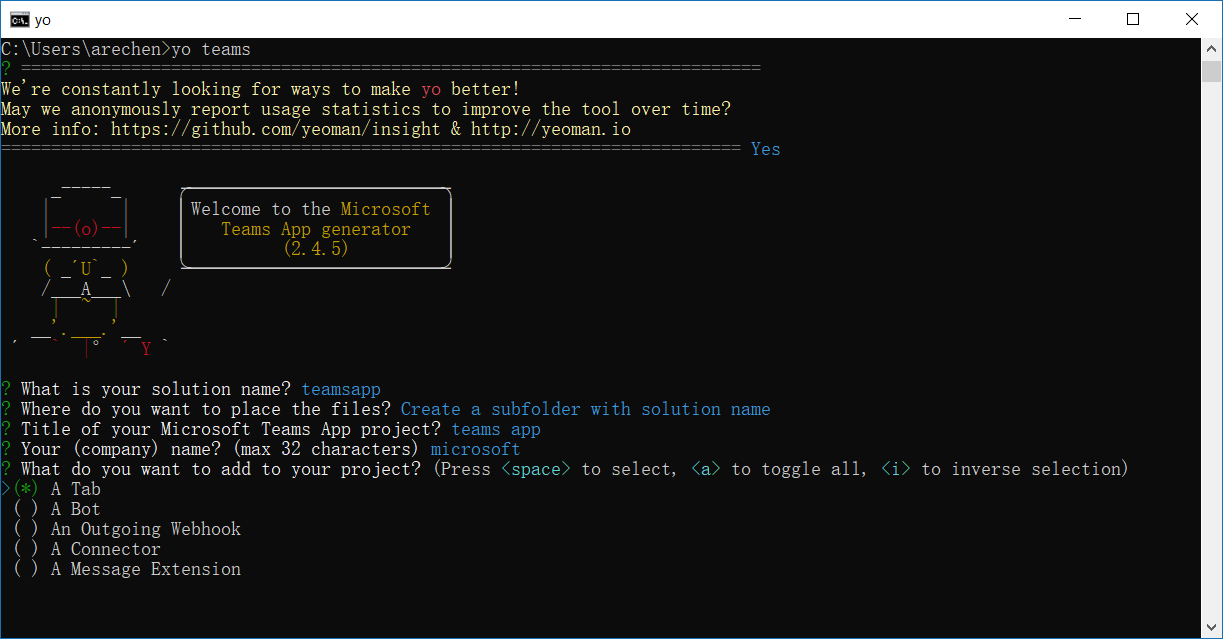 yo
C:\Users\arechen>yo teams
? ==========================================================================
We're constantly looking for ways to make yo better!
May we anonymously report usage statistics to improve the tool over time?
More info: https://github.com/yeoman/insight & http://yeoman.io
========================================================================== Yes
Welcome to the Microsoft
Teams App generator
(2.4.5)
? What is your solution name? teamsapp
? Where do you want to place the files? Create a subfolder with solution name
? Title of your Microsoft Teams App project? teams app
? Your (company) name? (max 32 characters) microsoft
? What do you want to add to your project? (Press <space> to select, <a> to toggle all, <i> to inverse selection)
>(*) A Tab
( ) A Bot
( ) An Outgoing Webhook
( ) A Connector
( ) A Message Extension